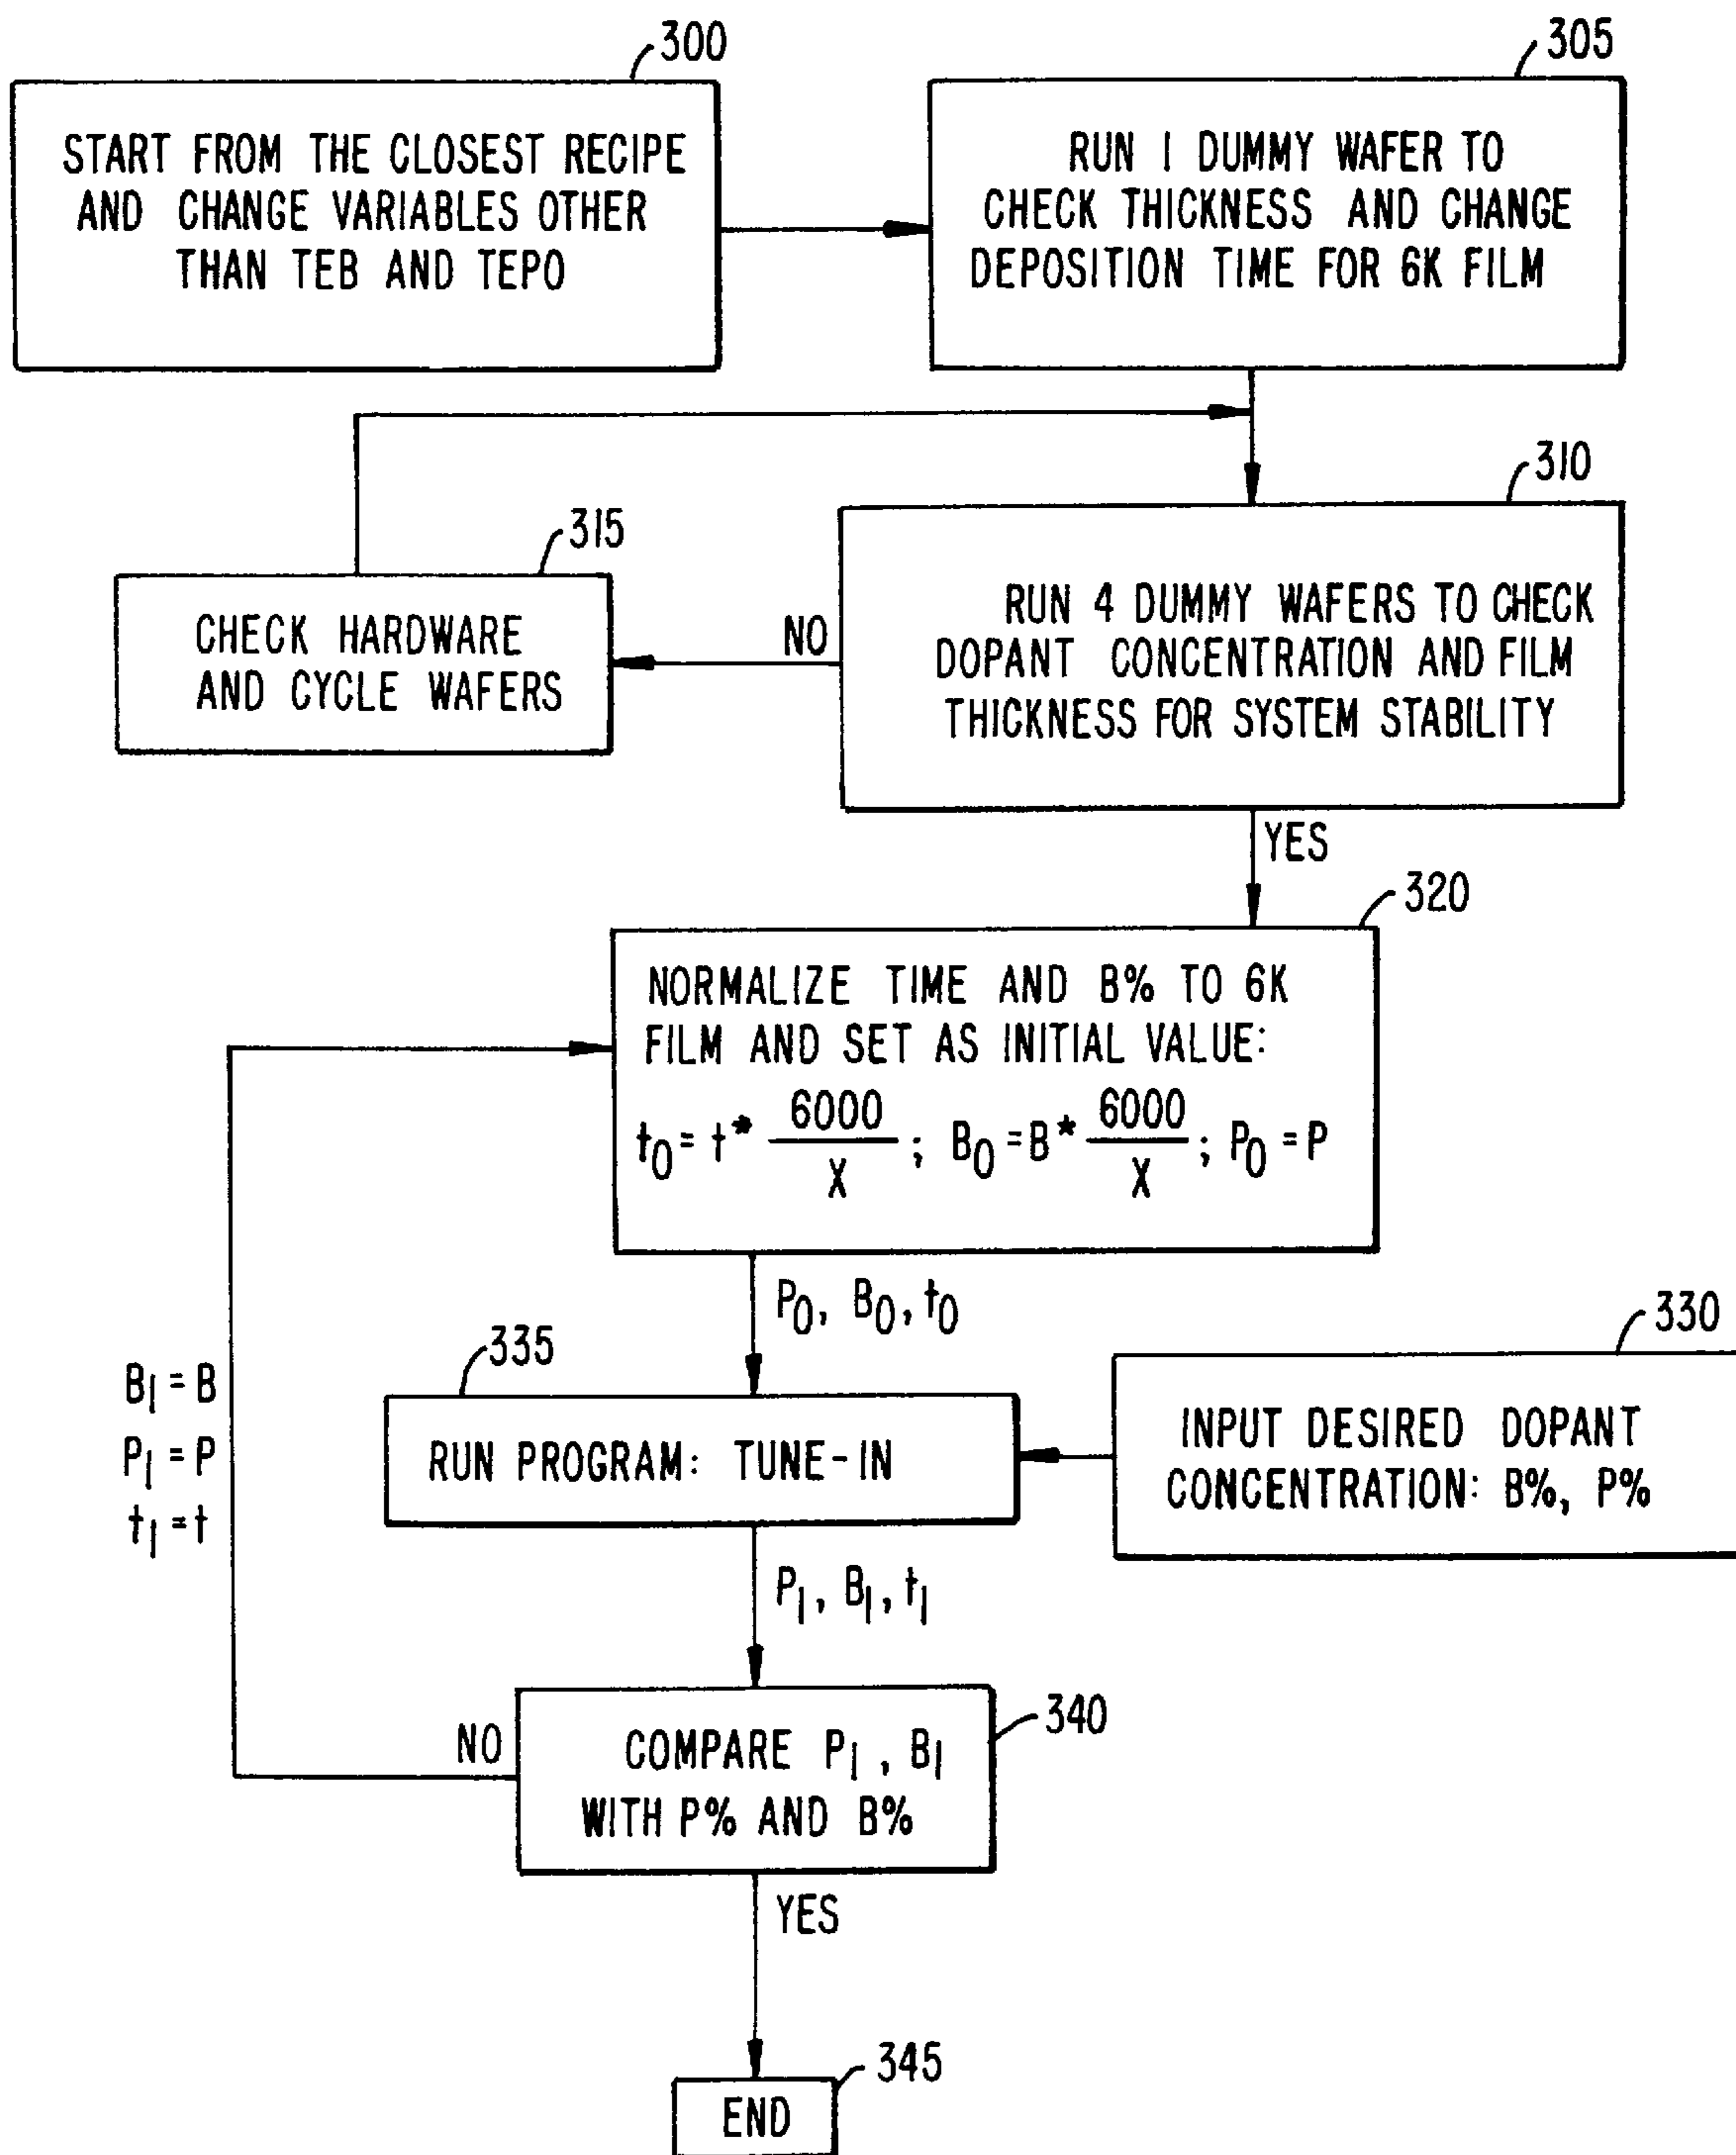 300
START FROM THE CLOSEST RECIPE
AND CHANGE VARIABLES OTHER
THAN TEB AND TEPO
305
RUN 1 DUMMY WAFER TO
CHECK THICKNESS AND CHANGE
DEPOSITION TIME FOR 6K FILM
310
RUN 4 DUMMY WAFERS TO CHECK
DOPANT CONCENTRATION AND FILM
THICKNESS FOR SYSTEM STABILITY
NO
315
CHECK HARDWARE
AND CYCLE WAFERS
YES
320
NORMALIZE TIME AND B% TO 6K
FILM AND SET AS INITIAL VALUE:
t0 = t* 6000/X ; B0 = B* 6000/X ; P0 = P
P0, B0, t0
330
INPUT DESIRED DOPANT
CONCENTRATION: B%, P%
335
RUN PROGRAM: TUNE-IN
B1 = B
P1 = P
t1 = t
P1, B1, t1
340
COMPARE P1, B1
WITH P% AND B%
NO
YES
345
END